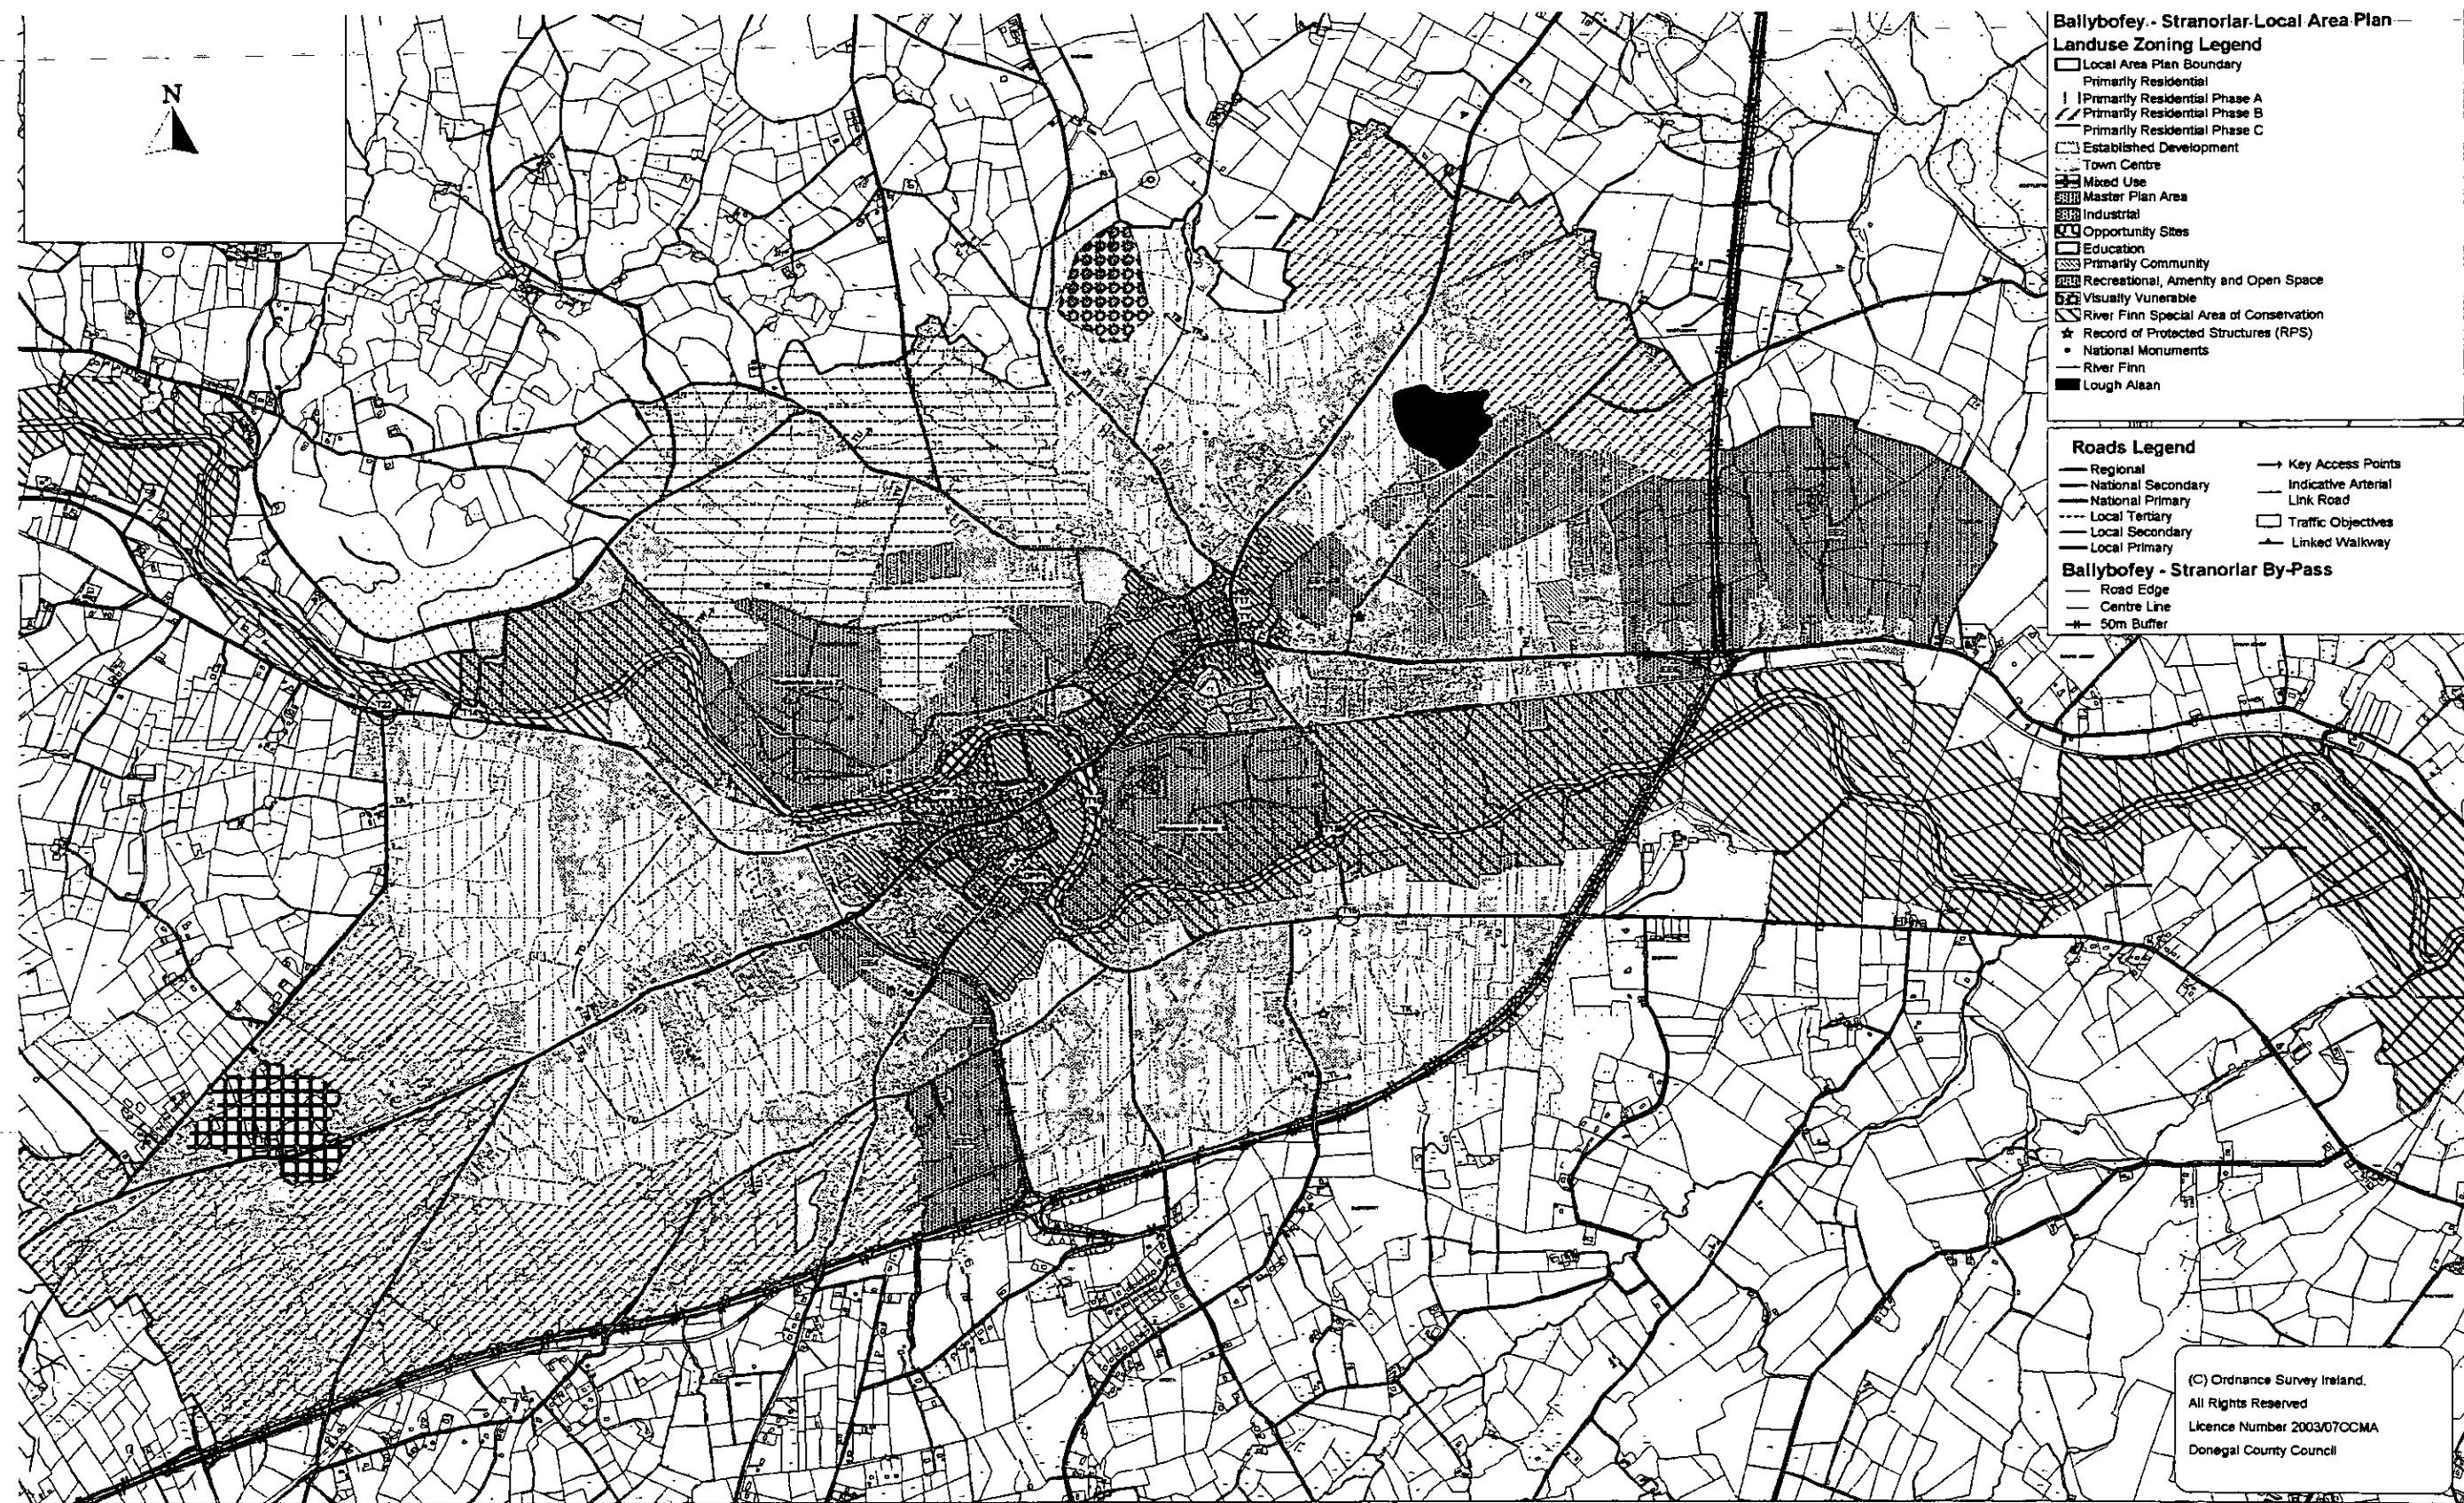 N
Ballybofey - Stranorlar Local Area Plan
Landuse Zoning Legend
Local Area Plan Boundary
Primarily Residential
Primarily Residential Phase A
Primarily Residential Phase B
Primarily Residential Phase C
Established Development
Town Centre
Mixed Use
Master Plan Area
Industrial
Opportunity Sites
Education
Primarily Community
Recreational, Amenity and Open Space
Visually Vunerable
River Finn Special Area of Conservation
Record of Protected Structures (RPS)
National Monuments
River Finn
Lough Alaan
Roads Legend
Regional
National Secondary
National Primary
Local Tertiary
Local Secondary
Local Primary
Key Access Points
Indicative Arterial
Link Road
Traffic Objectives
Linked Walkway
Ballybofey - Stranorlar By-Pass
Road Edge
Centre Line
50m Buffer
OPP 2
(C) Ordnance Survey Ireland.
All Rights Reserved
Licence Number 2003/07CCMA
Donegal County Council